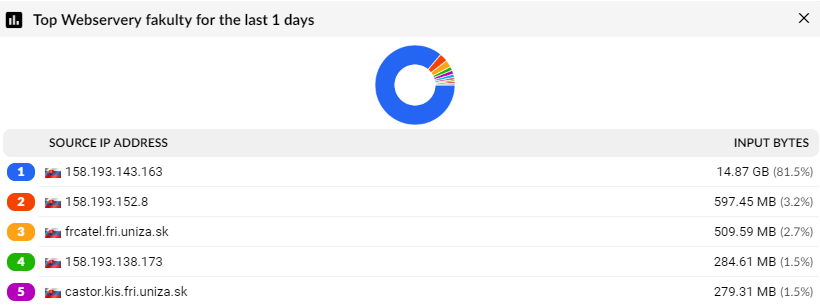 Top Webservery fakulty for the last 1 days
SOURCE IP ADDRESS INPUT BYTES
1 158.193.143.163 14.87 GB (81.5%)
2 158.193.152.8 597.45 MB (3.2%)
3 frcatel.fri.uniza.sk 509.59 MB (2.7%)
4 158.193.138.173 284.61 MB (1.5%)
5 castor.kis.fri.uniza.sk 279.31 MB (1.5%)